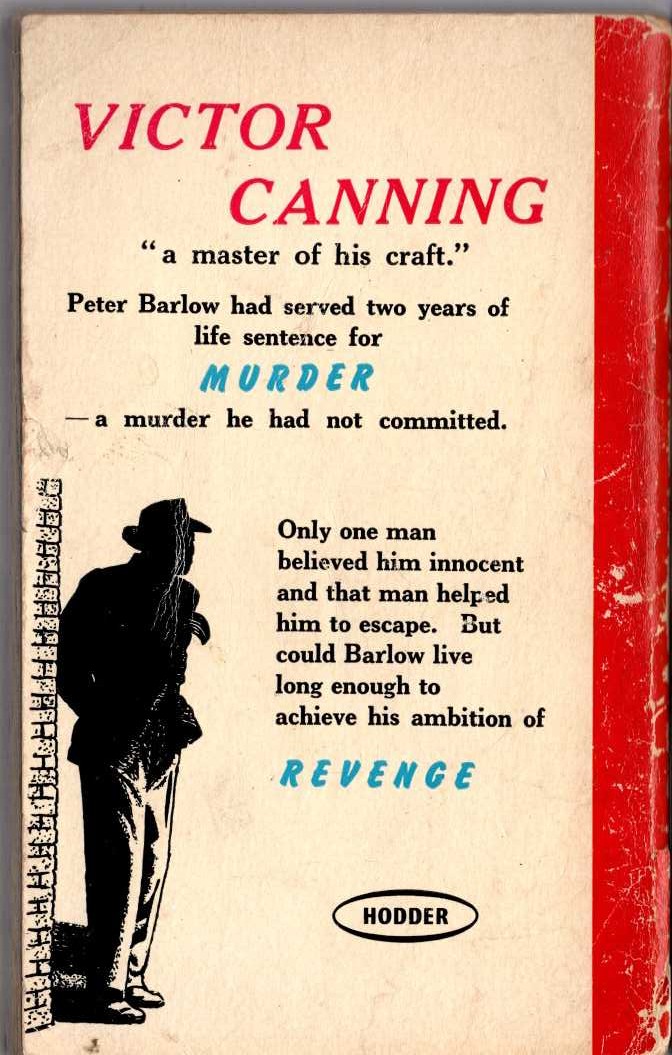 VICTOR
CANNING
“a master of his craft.”
Peter Barlow had served two years of
life sentence for
MURDER
—a murder he had not committed.
Only one man
believed him innocent
and that man helped
him to escape. But
could Barlow live
long enough to
achieve his ambition of
REVENGE
HODDER